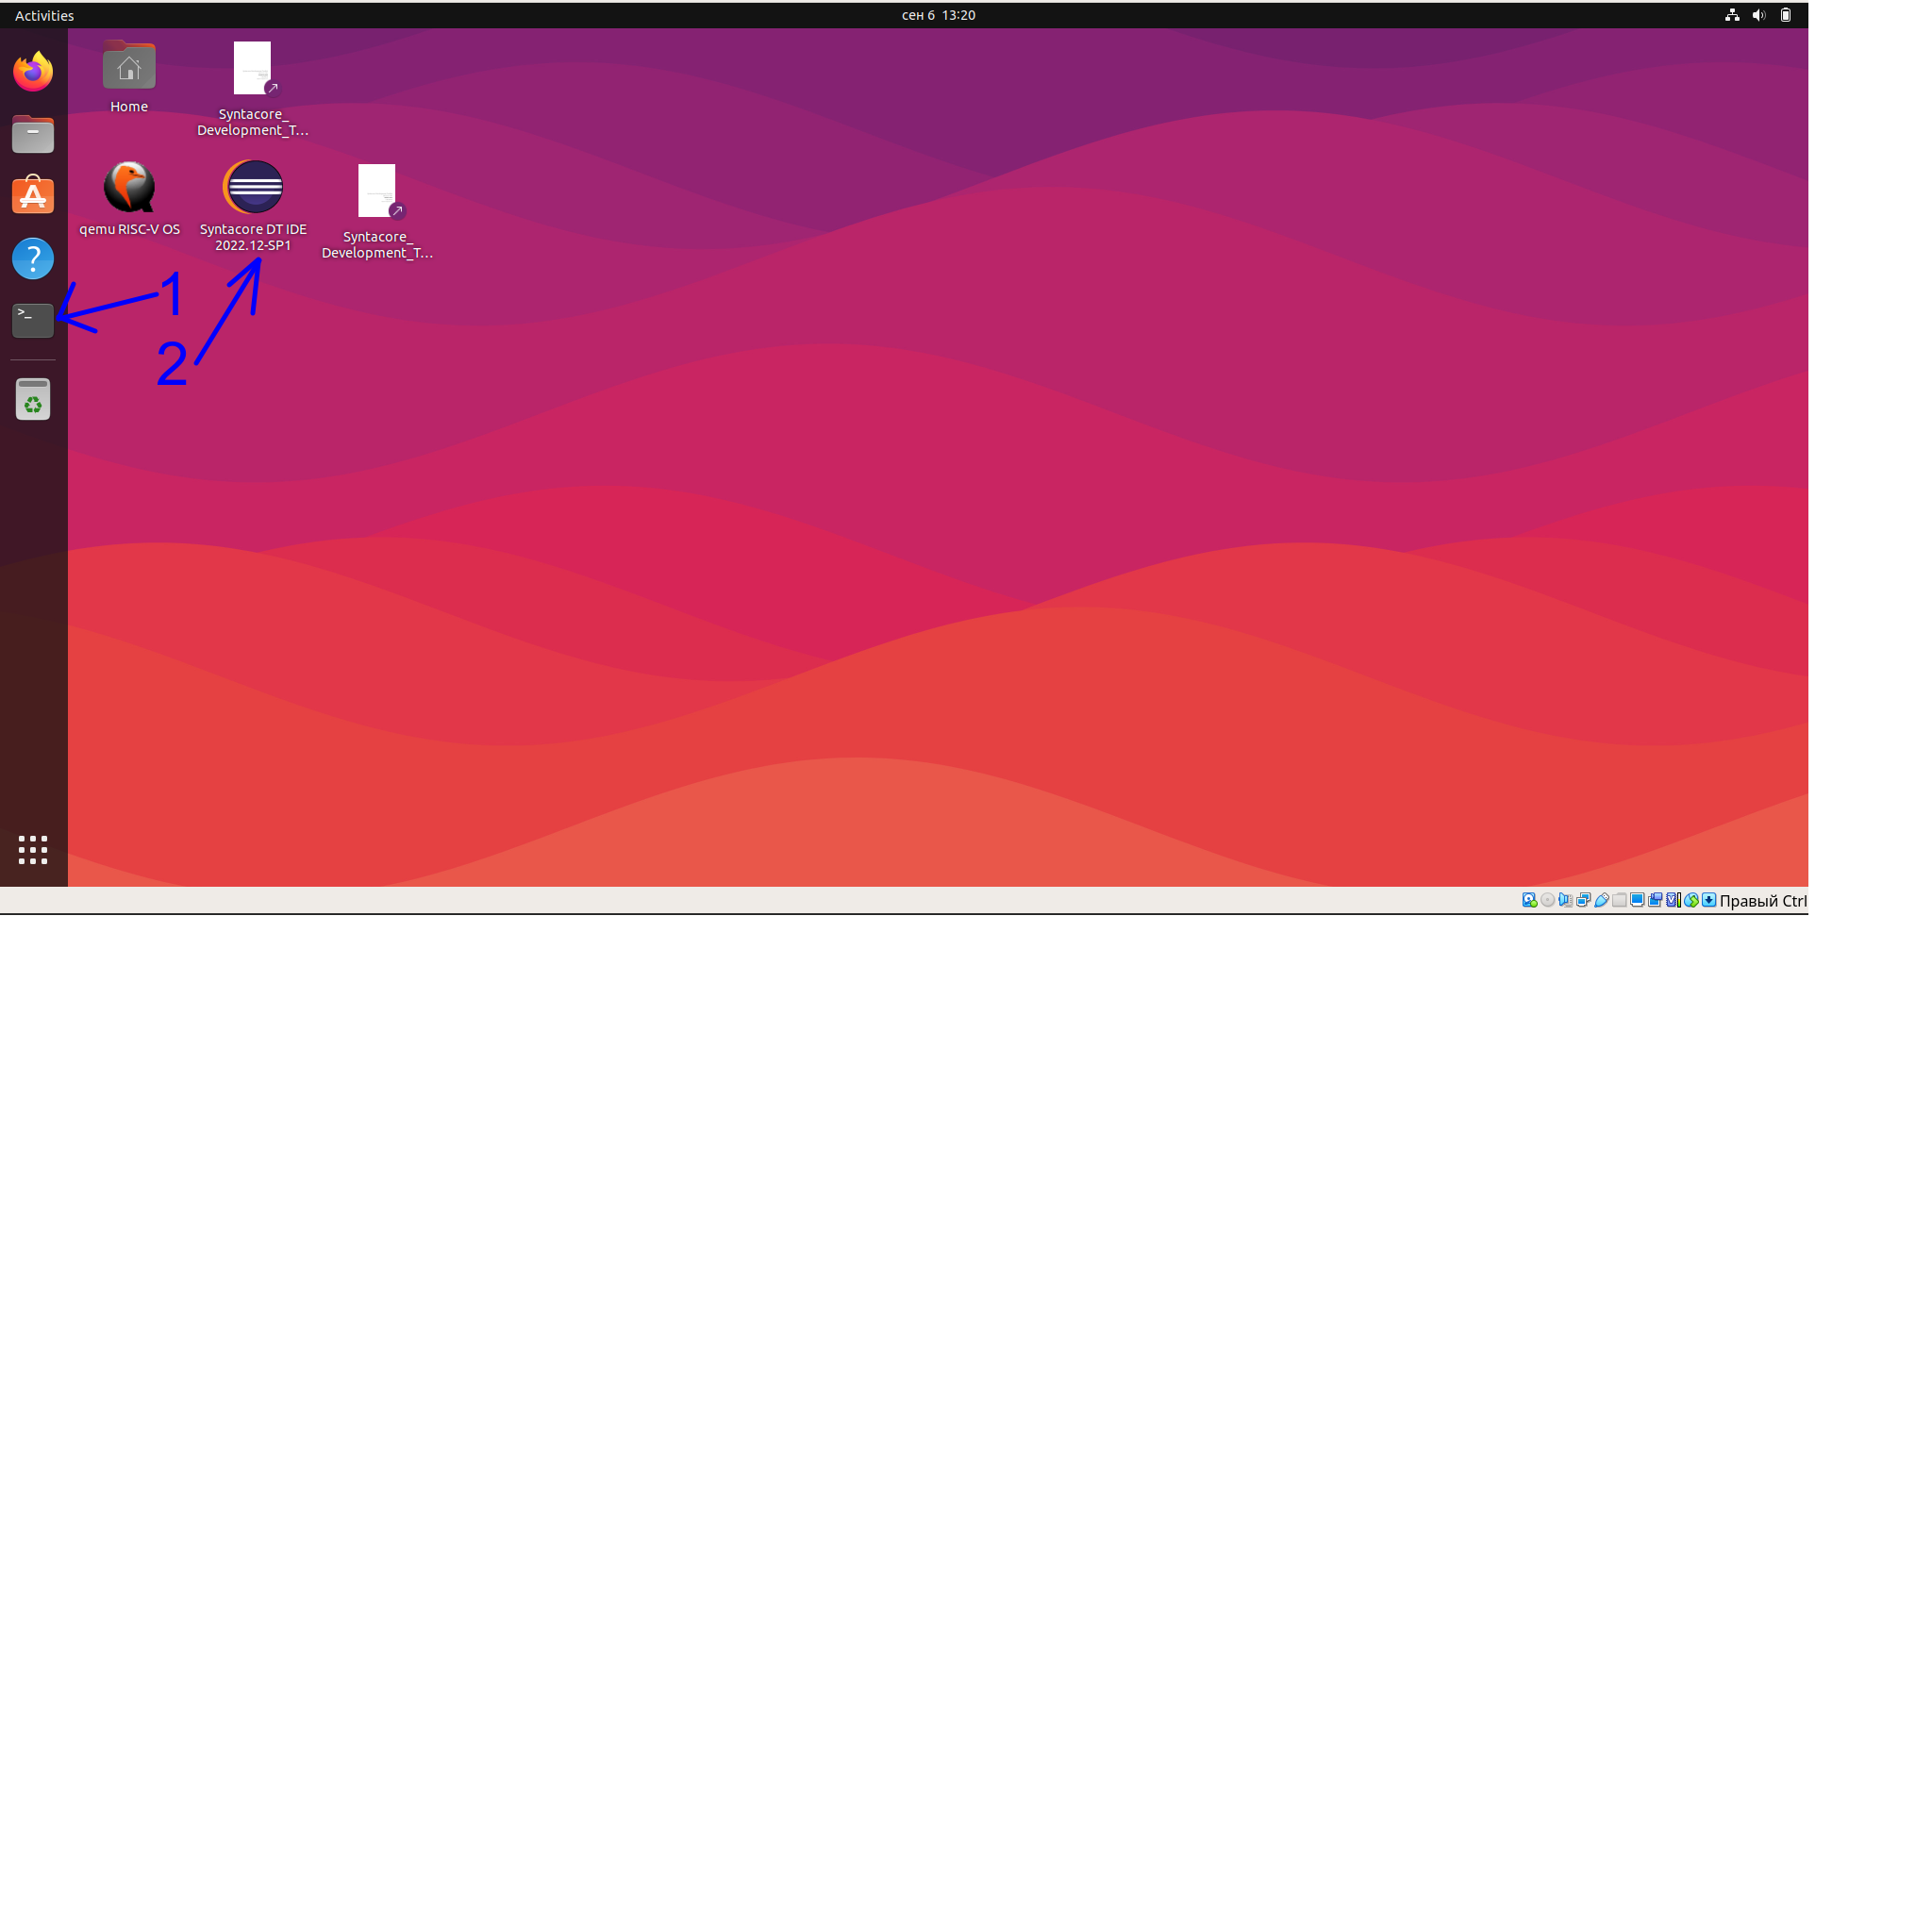 Activities
сен 6 13:20
Home
Syntacore_
Development_T...
qemu RISC-V OS
Syntacore DT IDE
2022.12-SP1
Syntacore_
Development_T...
1
2
>_
Правый Ctrl